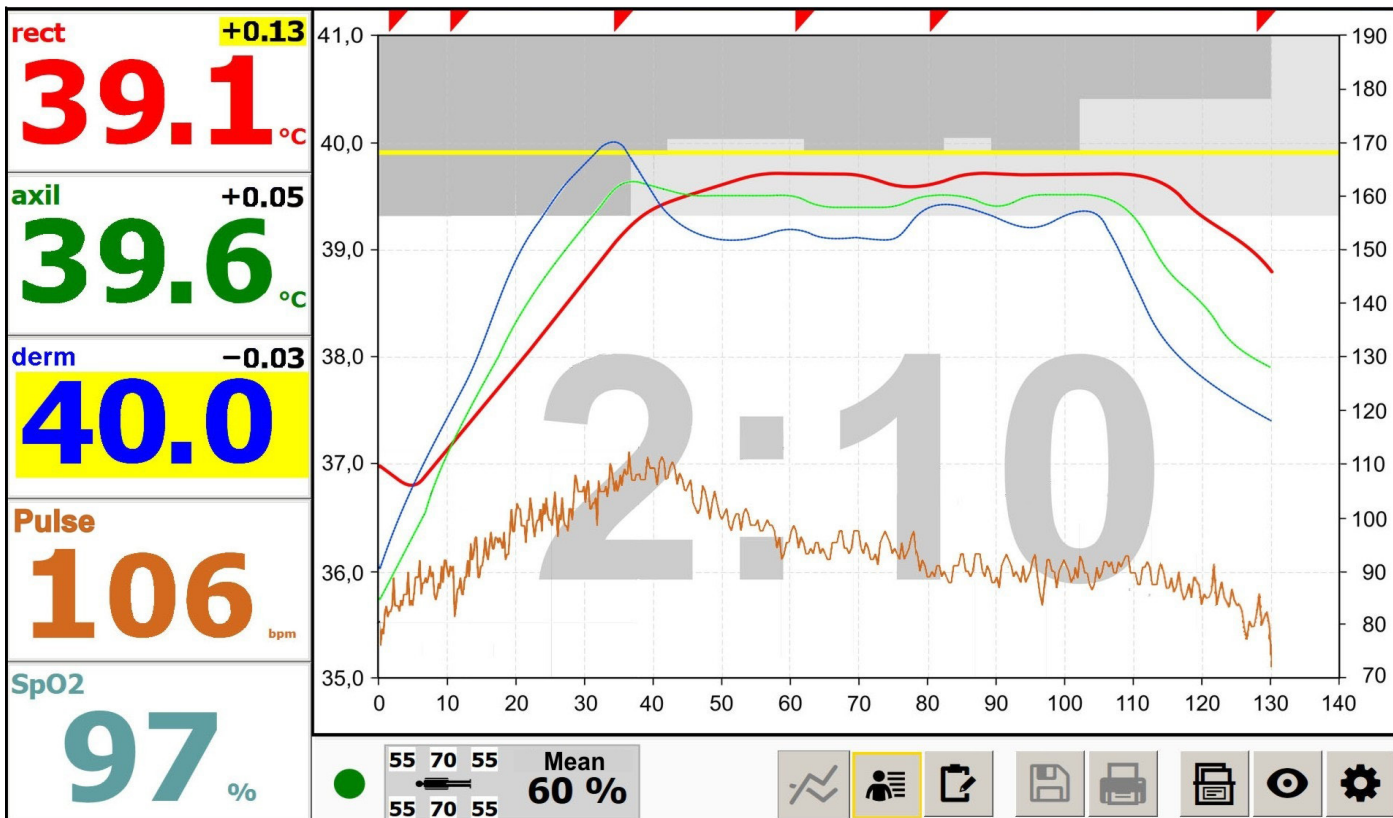 rect +0.13
39.1 °C
axil +0.05
39.6 °C
derm −0.03
40.0
Pulse
106 bpm
SpO2
97 %
41,0
40,0
39,0
38,0
37,0
36,0
35,0
190
180
170
160
150
140
130
120
110
100
90
80
70
2:10
0 10 20 30 40 50 60 70 80 90 100 110 120 130 140
55 70 55
55 70 55
Mean
60 %